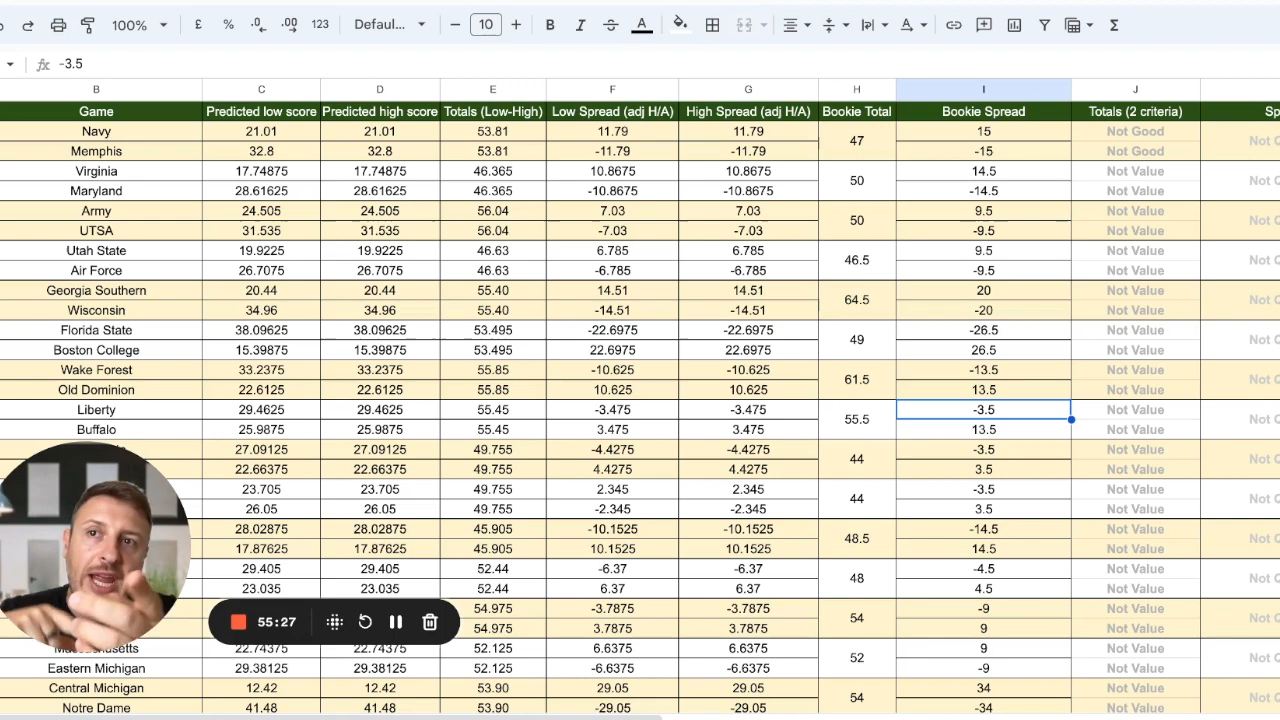 100% £ % .0 .00 123 Defaul... − 10 + B I S A Σ
fx -3.5
B C D E F G H I J
Game Predicted low score Predicted high score Totals (Low-High) Low Spread (adj H/A) High Spread (adj H/A) Bookie Total Bookie Spread Totals (2 criteria) Sp
Navy 21.01 21.01 53.81 11.79 11.79 47 15 Not Good Not Q
Memphis 32.8 32.8 53.81 -11.79 -11.79 -15 Not Good
Virginia 17.74875 17.74875 46.365 10.8675 10.8675 50 14.5 Not Value Not Q
Maryland 28.61625 28.61625 46.365 -10.8675 -10.8675 -14.5 Not Value
Army 24.505 24.505 56.04 7.03 7.03 50 9.5 Not Value Not Q
UTSA 31.535 31.535 56.04 -7.03 -7.03 -9.5 Not Value
Utah State 19.9225 19.9225 46.63 6.785 6.785 46.5 9.5 Not Value Not Q
Air Force 26.7075 26.7075 46.63 -6.785 -6.785 -9.5 Not Value
Georgia Southern 20.44 20.44 55.40 14.51 14.51 64.5 20 Not Value Not Q
Wisconsin 34.96 34.96 55.40 -14.51 -14.51 -20 Not Value
Florida State 38.09625 38.09625 53.495 -22.6975 -22.6975 49 -26.5 Not Value Not Q
Boston College 15.39875 15.39875 53.495 22.6975 22.6975 26.5 Not Value
Wake Forest 33.2375 33.2375 55.85 -10.625 -10.625 61.5 -13.5 Not Value Not Q
Old Dominion 22.6125 22.6125 55.85 10.625 10.625 13.5 Not Value
Liberty 29.4625 29.4625 55.45 -3.475 -3.475 55.5 -3.5 Not Value Not Q
Buffalo 25.9875 25.9875 55.45 3.475 3.475 13.5 Not Value
27.09125 27.09125 49.755 -4.4275 -4.4275 44 -3.5 Not Value Not Q
22.66375 22.66375 49.755 4.4275 4.4275 3.5 Not Value
23.705 23.705 49.755 2.345 2.345 44 -3.5 Not Value Not Q
26.05 26.05 49.755 -2.345 -2.345 3.5 Not Value
28.02875 28.02875 45.905 -10.1525 -10.1525 48.5 -14.5 Not Value Not Q
17.87625 17.87625 45.905 10.1525 10.1525 14.5 Not Value
29.405 29.405 52.44 -6.37 -6.37 48 -4.5 Not Value Not Q
23.035 23.035 52.44 6.37 6.37 4.5 Not Value
54.975 -3.7875 -3.7875 54 -9 Not Value Not Q
55:27 54.975 3.7875 3.7875 9 Not Value
22.74375 22.74375 52.125 6.6375 6.6375 52 9 Not Value Not Q
Eastern Michigan 29.38125 29.38125 52.125 -6.6375 -6.6375 -9 Not Value
Central Michigan 12.42 12.42 53.90 29.05 29.05 54 34 Not Value Not Q
Notre Dame 41.48 41.48 53.90 -29.05 -29.05 -34 Not Value